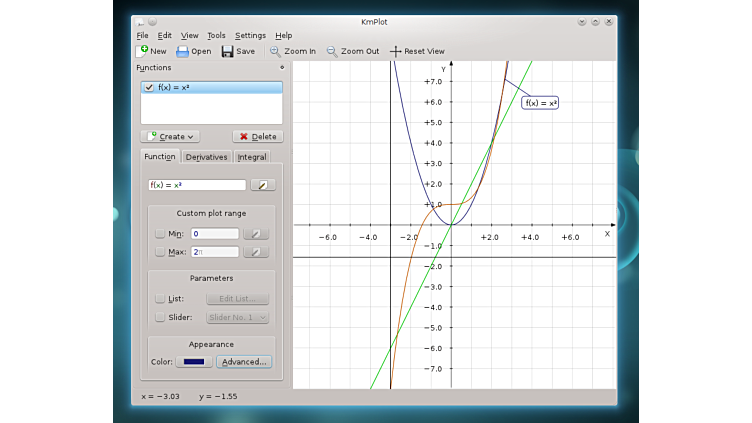 KmPlot
File Edit View Tools Settings Help
New Open Save Zoom In Zoom Out Reset View
Functions
f(x) = x²
Create Delete
Function Derivatives Integral
f(x) = x²
Custom plot range
Min: 0
Max: 2π
Parameters
List: Edit List...
Slider: Slider No. 1
Appearance
Color: Advanced...
Y
+7.0
+6.0
f(x) = x²
+5.0
+4.0
+3.0
+2.0
+1.0
−6.0 −4.0 −2.0 +2.0 +4.0 +6.0 X
−1.0
−2.0
−3.0
−4.0
−5.0
−6.0
−7.0
x = −3.03 y = −1.55